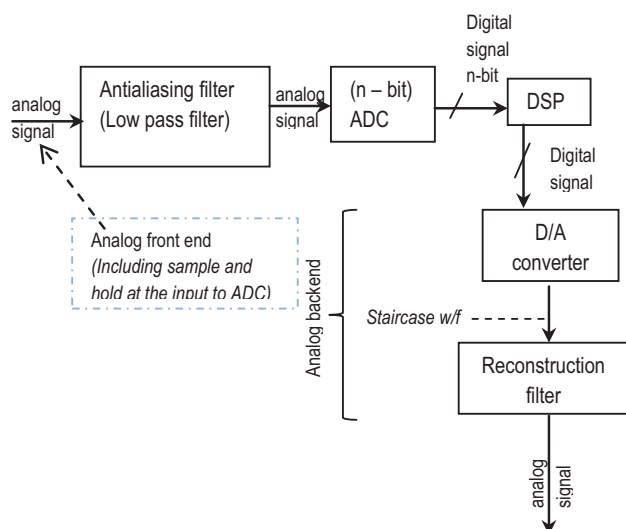 analog
signal
Antialiasing filter
(Low pass filter)
analog
signal
(n – bit)
ADC
Digital
signal
n-bit
DSP
Digital
signal
Analog front end
(Including sample and
hold at the input to ADC)
Analog backend
D/A
converter
Staircase w/f
Reconstruction
filter
analog
signal